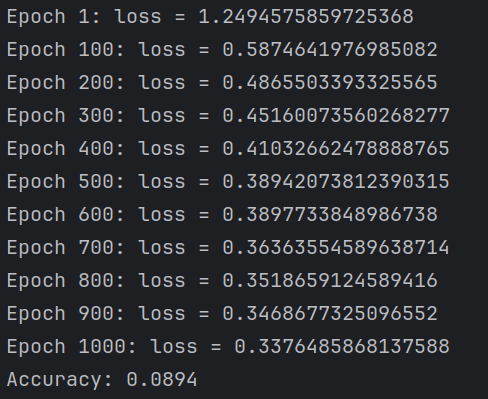 Epoch 1: loss = 1.2494575859725368
Epoch 100: loss = 0.5874641976985082
Epoch 200: loss = 0.4865503393325565
Epoch 300: loss = 0.45160073560268277
Epoch 400: loss = 0.41032662478888765
Epoch 500: loss = 0.38942073812390315
Epoch 600: loss = 0.3897733848986738
Epoch 700: loss = 0.36363554589638714
Epoch 800: loss = 0.3518659124589416
Epoch 900: loss = 0.3468677325096552
Epoch 1000: loss = 0.3376485868137588
Accuracy: 0.0894